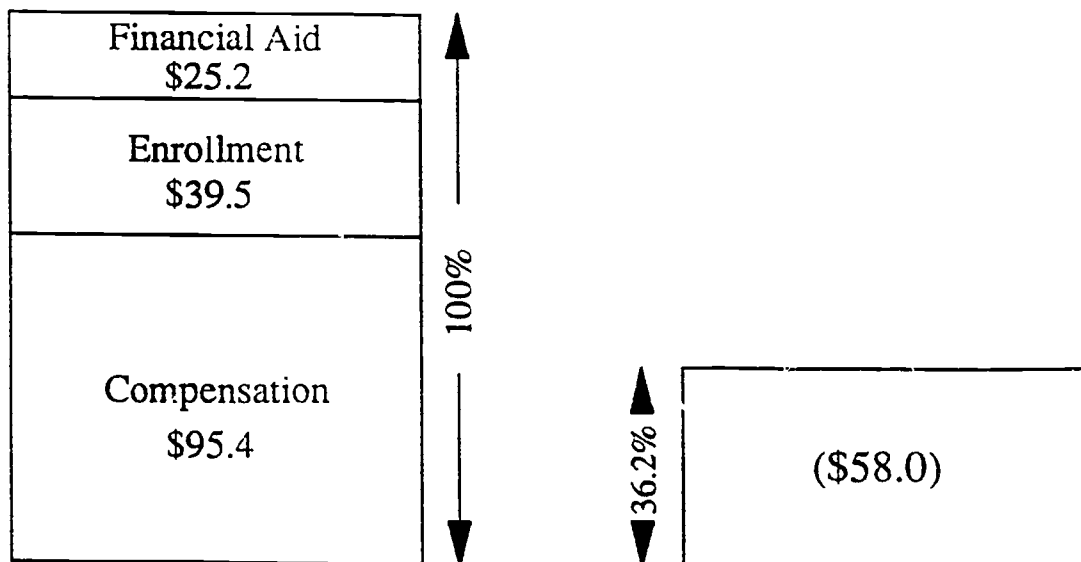 Financial Aid
$25.2
Enrollment
$39.5
100%
Compensation
$95.4
36.2%
($58.0)